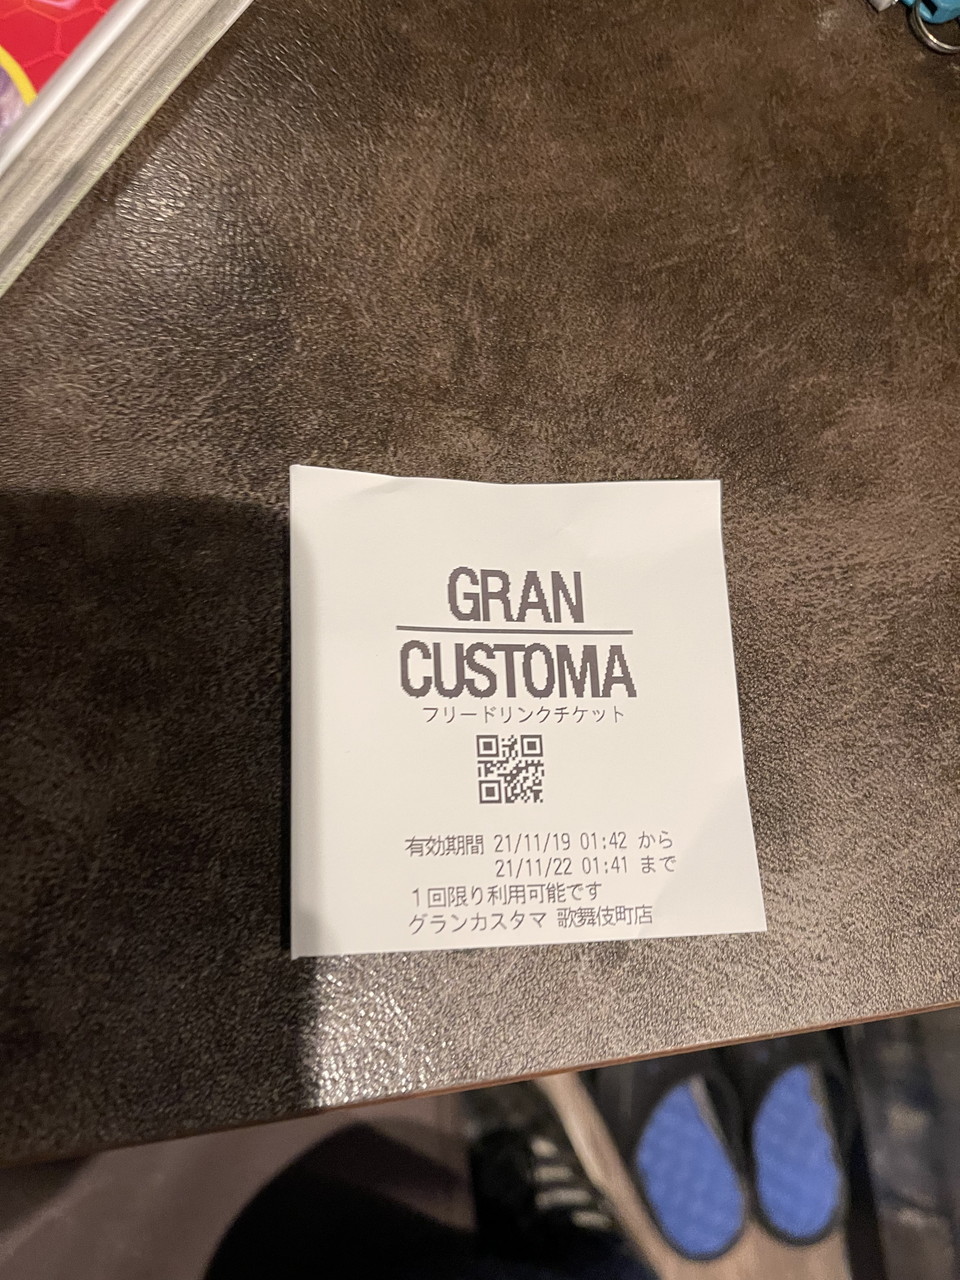 GRAN
CUSTOMA
フリードリンクチケット
有効期間 21/11/19 01:42 から
21/11/22 01:41 まで
1回限り利用可能です
グランカスタマ 歌舞伎町店